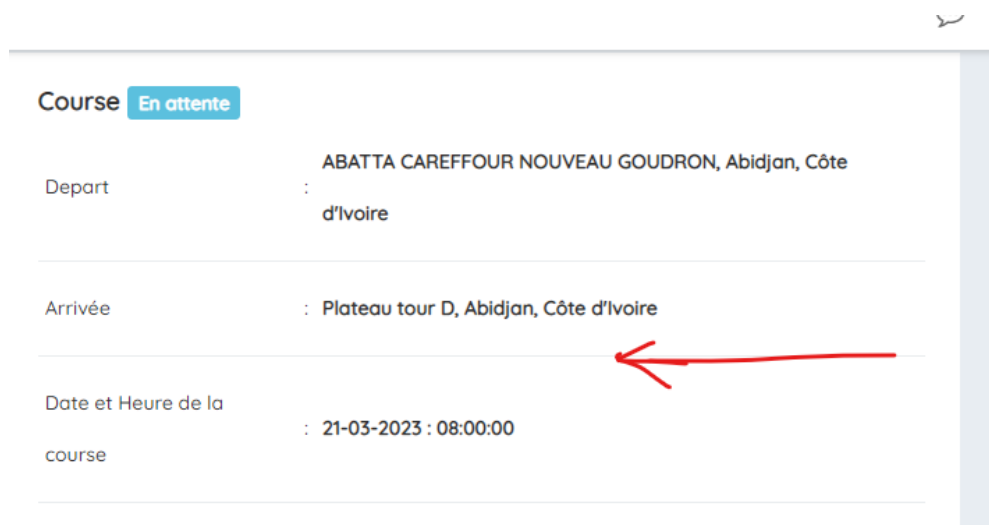 Course En attente
Depart : ABATTA CAREFFOUR NOUVEAU GOUDRON, Abidjan, Côte
d'Ivoire
Arrivée : Plateau tour D, Abidjan, Côte d'Ivoire
Date et Heure de la
course : 21-03-2023 : 08:00:00